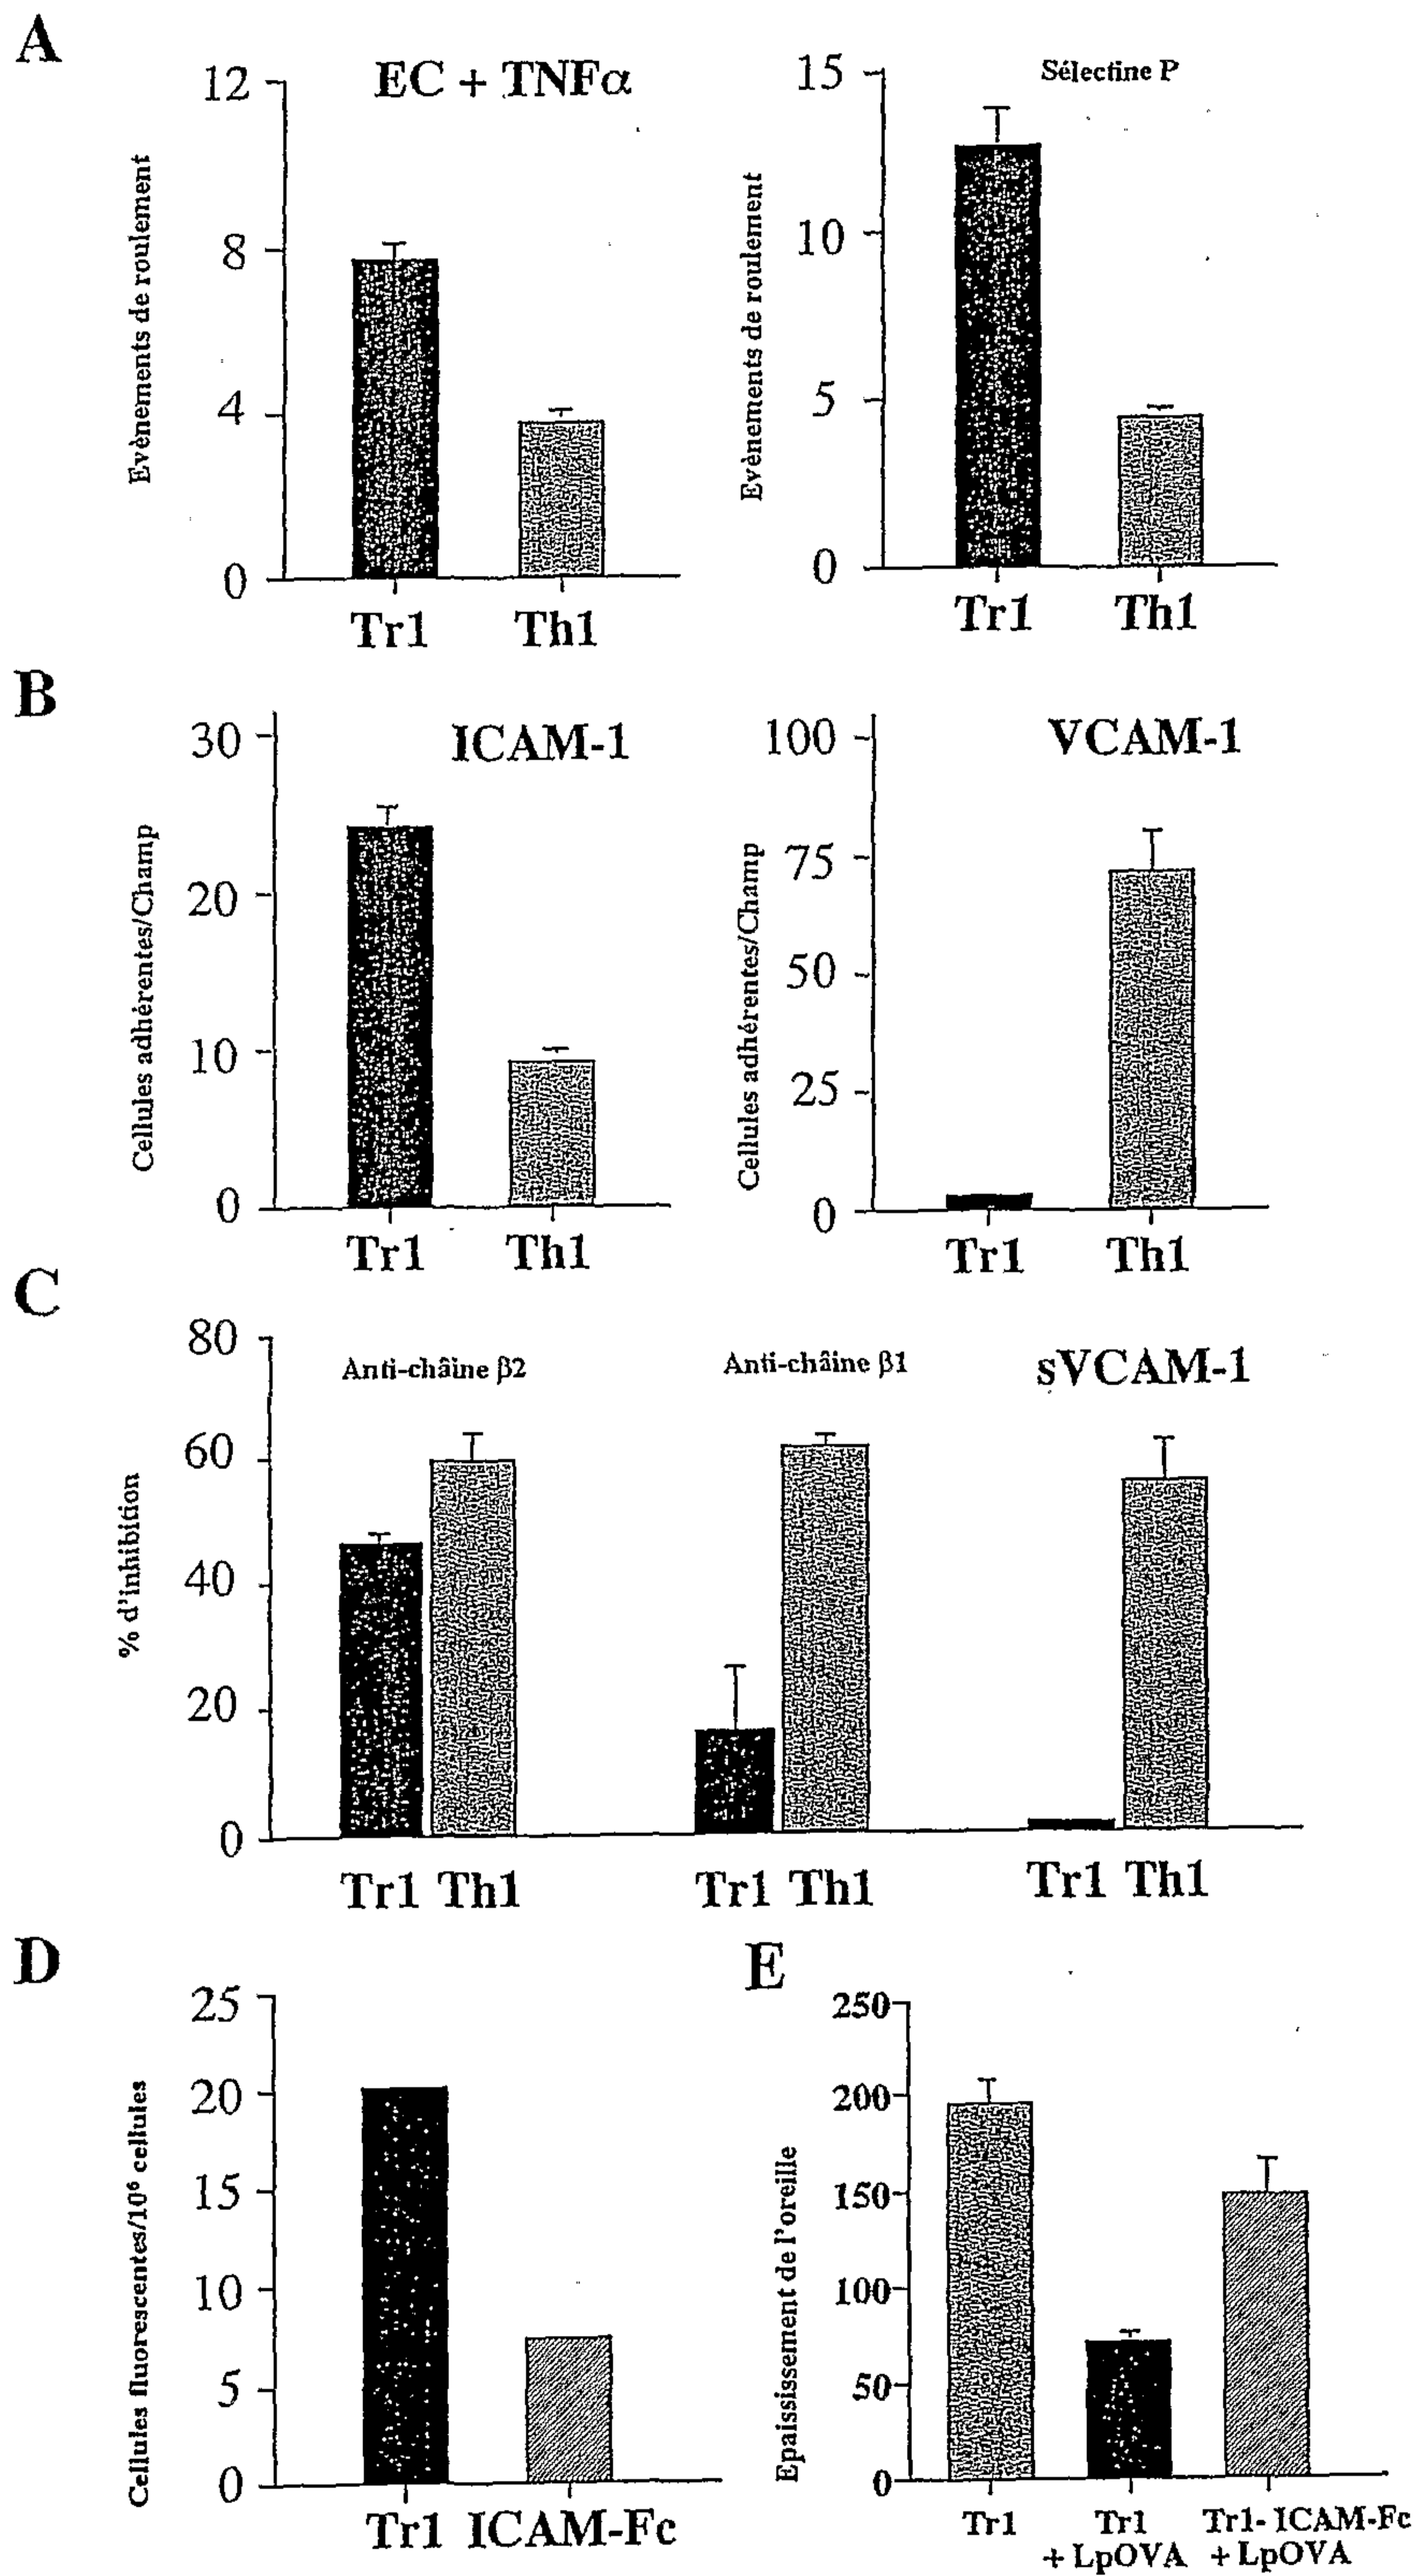 A
EC + TNFα
Evènements de roulement
12
8
4
0
Tr1 Th1
Sélectine P
Evènements de roulement
15
10
5
0
Tr1 Th1
B
ICAM-1
Cellules adhérentes/Champ
30
20
10
0
Tr1 Th1
VCAM-1
Cellules adhérentes/Champ
100
75
50
25
0
Tr1 Th1
C
Anti-châine β2
Anti-châine β1
sVCAM-1
% d'inhibition
80
60
40
20
0
Tr1 Th1
Tr1 Th1
Tr1 Th1
D
Cellules fluorescentes/10⁶ cellules
25
20
15
10
5
0
Tr1 ICAM-Fc
E
Epaississement de l'oreille
250
200
150
100
50
0
Tr1
Tr1
+ LpOVA
Tr1- ICAM-Fc
+ LpOVA